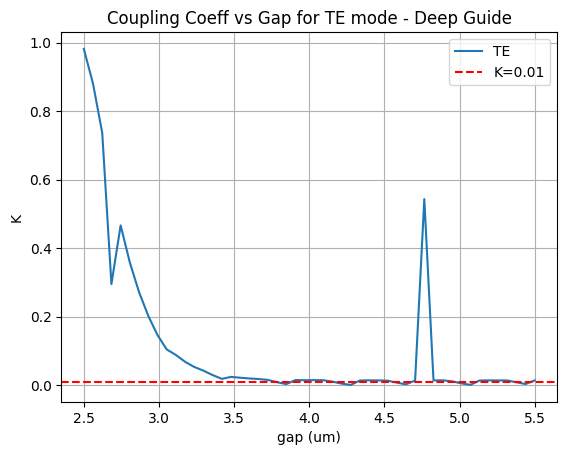 Coupling Coeff vs Gap for TE mode - Deep Guide
TE
K=0.01
K
1.0
0.8
0.6
0.4
0.2
0.0
2.5 3.0 3.5 4.0 4.5 5.0 5.5
gap (um)